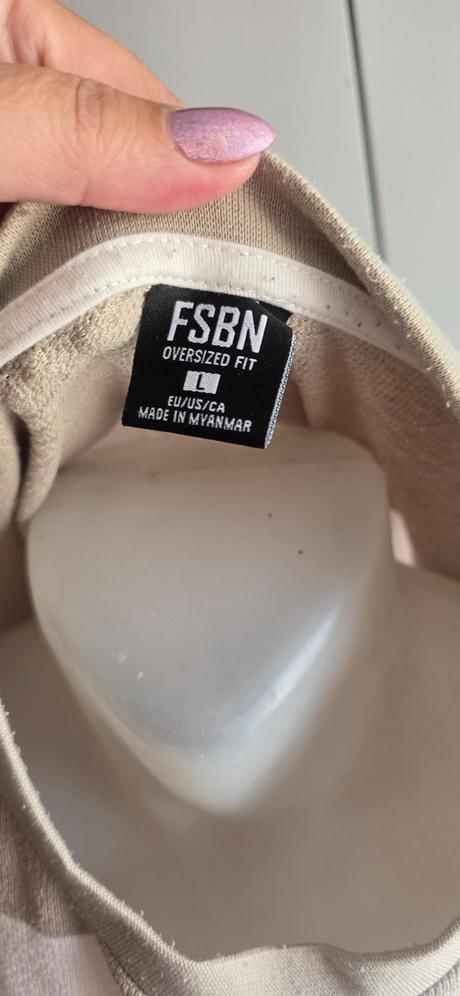 FSBN
OVERSIZED FIT
L
EU/US/CA
MADE IN MYANMAR